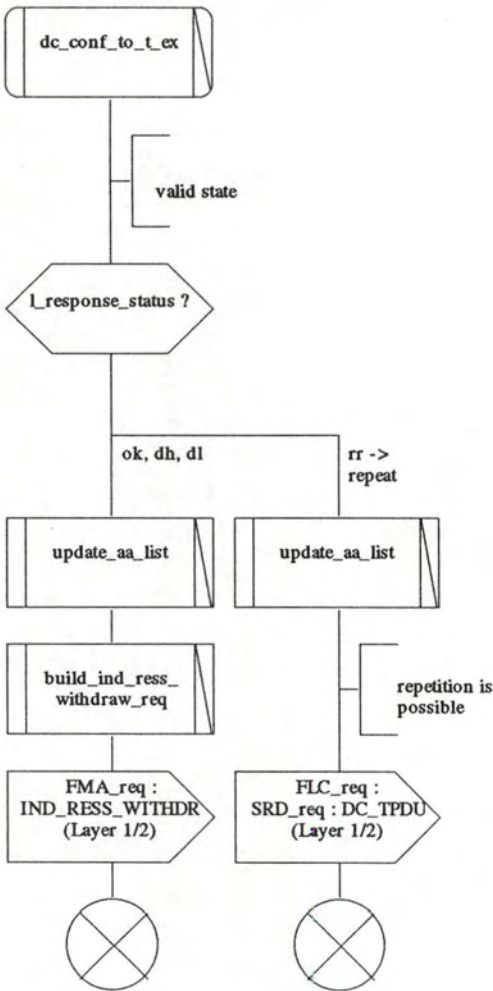 dc_conf_to_t_ex
valid state
l_response_status ?
ok, dh, dl
rr ->
repeat
update_aa_list
update_aa_list
build_ind_ress_
withdraw_req
repetition is
possible
FMA_req :
IND_RESS_WITHDR
(Layer 1/2)
FLC_req :
SRD_req : DC_TPDU
(Layer 1/2)